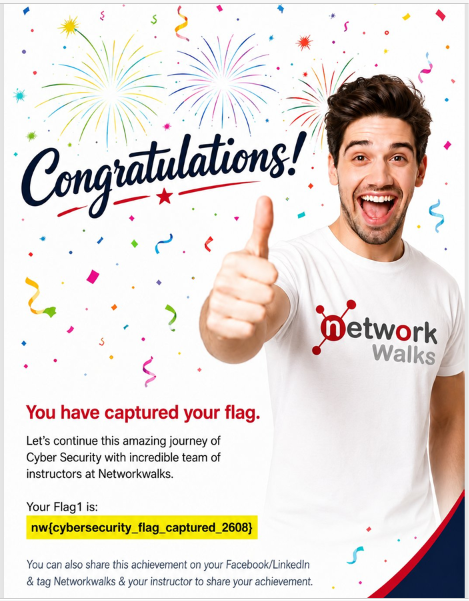 Congratulations!
network
Walks
You have captured your flag.
Let's continue this amazing journey of
Cyber Security with incredible team of
instructors at Networkwalks.
Your Flag1 is:
nw{cybersecurity_flag_captured_2608}
You can also share this achievement on your Facebook/LinkedIn
& tag Networkwalks & your instructor to share your achievement.